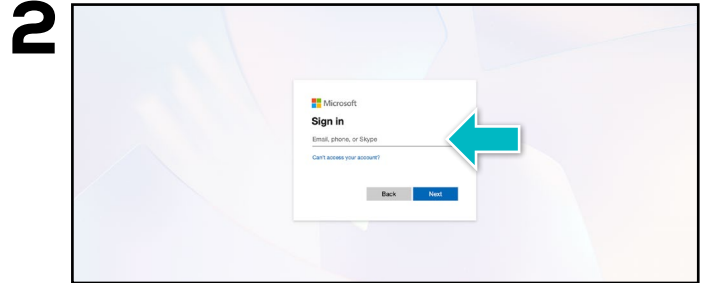 2
Microsoft
Sign in
Email, phone, or Skype
Can't access your account?
Back Next